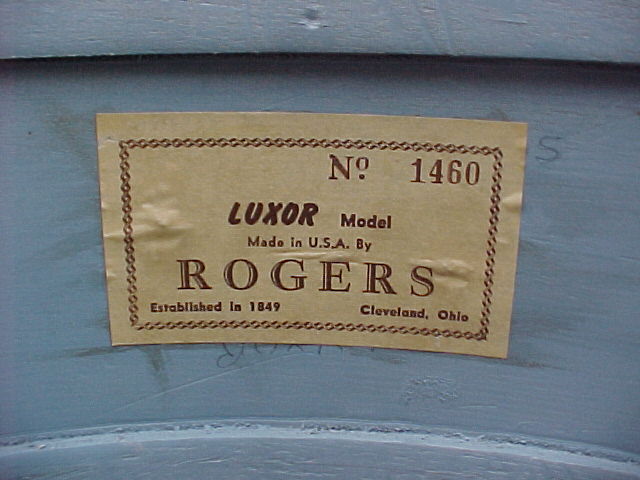 Nº 1460
LUXOR Model
Made in U.S.A. By
ROGERS
Established in 1849 Cleveland, Ohio
S